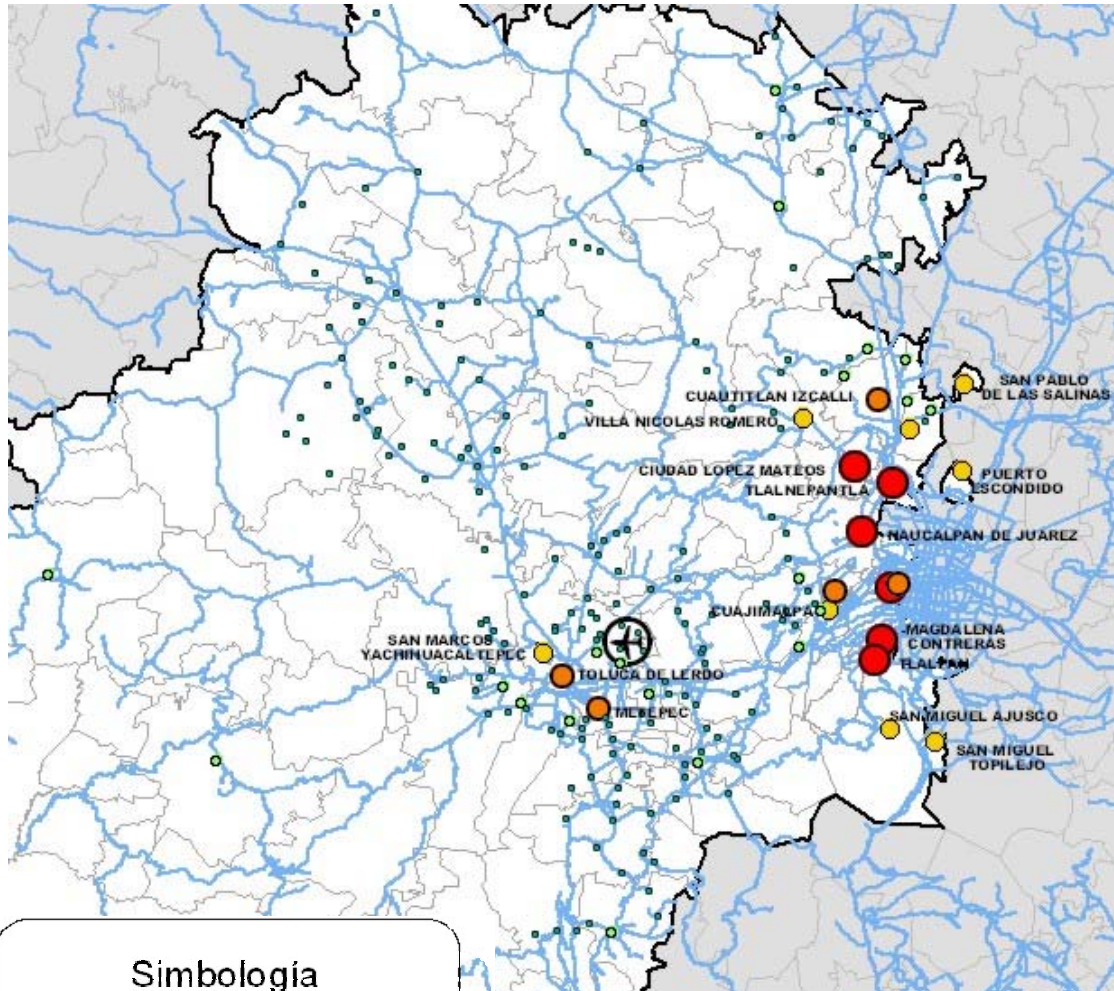 SAN PABLO
DE LAS SALINAS
CUAUTITLAN IZCALLI
VILLA NICOLAS ROMERO
CIUDAD LOPEZ MATEOS
TLALNEPANTLA
PUERTO
ESCONDIDO
NAUCALPAN DE JUAREZ
CUAJIMALPA
MAGDALENA
CONTRERAS
TLALPAN
SAN MARCOS
YACHIHUACALTEPEC
TOLUCA DE LERDO
METEPEC
SAN MIGUEL AJUSCO
SAN MIGUEL
TOPILEJO
Simbología